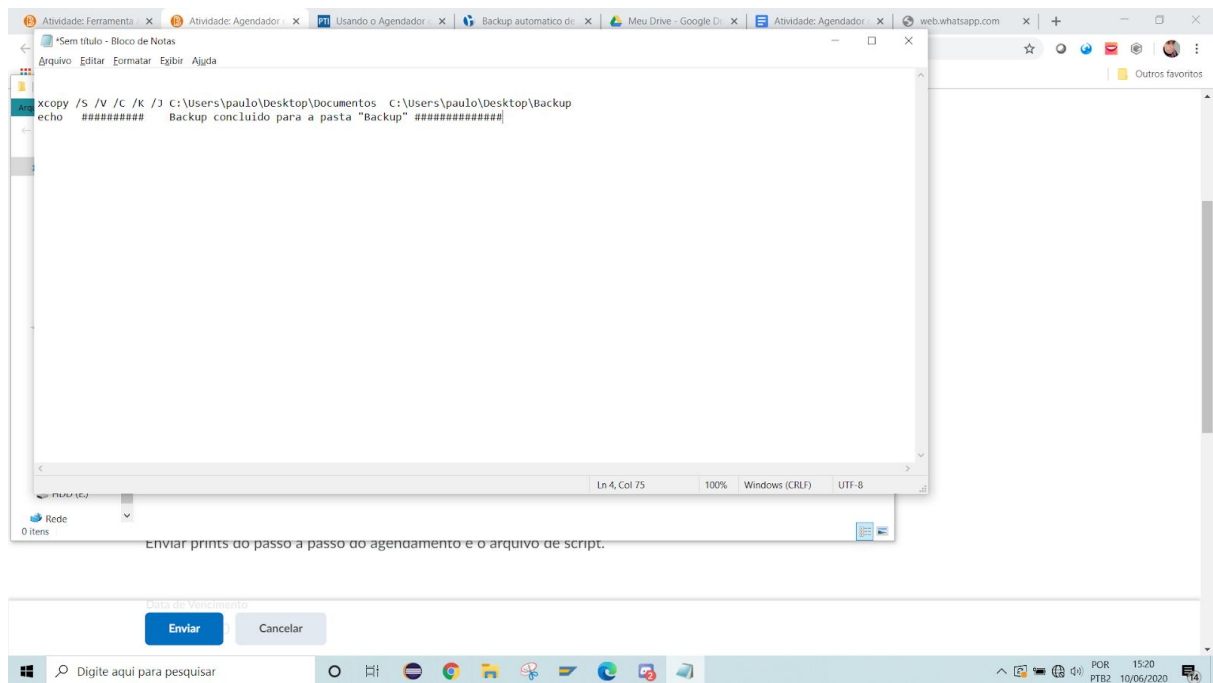 Atividade: Ferramenta
Atividade: Agendador
PTI Usando o Agendador
Backup automatico de
Meu Drive - Google Dr
Atividade: Agendador
web.whatsapp.com
*Sem título - Bloco de Notas
Arquivo Editar Formatar Exibir Ajuda
Outros favoritos
Arq
xcopy /S /V /C /K /J C:\Users\paulo\Desktop\Documentos C:\Users\paulo\Desktop\Backup
echo ########## Backup concluido para a pasta "Backup" ##############
Ln 4, Col 75 100% Windows (CRLF) UTF-8
HDD (E:)
Rede
0 itens
Enviar prints do passo a passo do agendamento e o arquivo de script.
Data de Vencimento
Enviar Cancelar
Digite aqui para pesquisar
POR 15:20
PTB2 10/06/2020
14